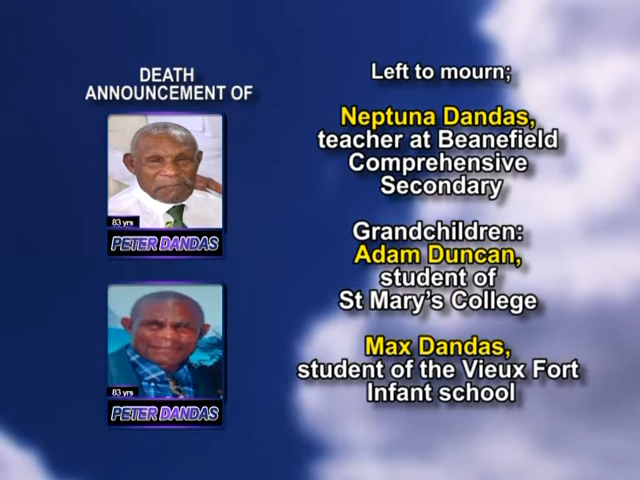 DEATH
ANNOUNCEMENT OF
83 yrs
PETER DANDAS
83 yrs
PETER DANDAS
Left to mourn;
Neptuna Dandas,
teacher at Beanefield
Comprehensive
Secondary
Grandchildren:
Adam Duncan,
student of
St Mary's College
Max Dandas,
student of the Vieux Fort
Infant school